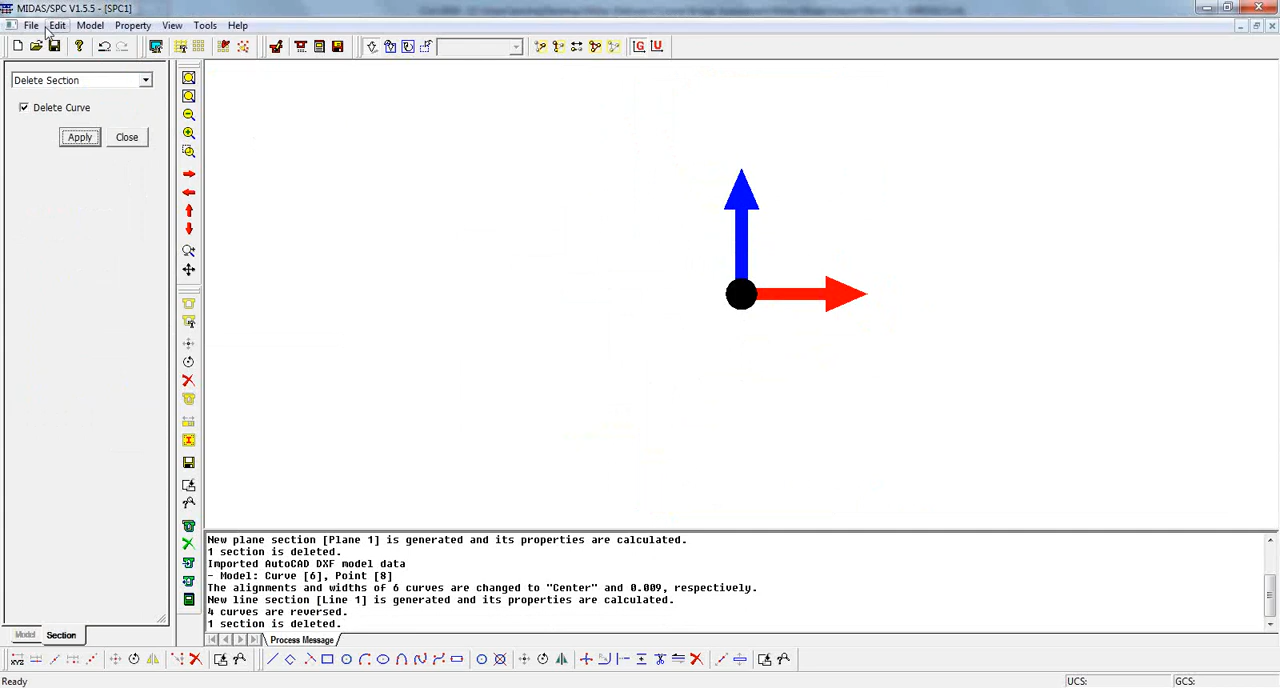 MIDAS/SPC V1.5.5 - [SPC1]
File Edit Model Property View Tools Help
G U
Delete Section
Delete Curve
Apply Close
New plane section [Plane 1] is generated and its properties are calculated.
1 section is deleted.
Imported AutoCAD DXF model data
- Model: Curve [6], Point [8]
The alignments and widths of 6 curves are changed to "Center" and 0.009, respectively.
New line section [Line 1] is generated and its properties are calculated.
4 curves are reversed.
1 section is deleted.
Model Section
Process Message
XYZ
Ready
UCS: GCS: